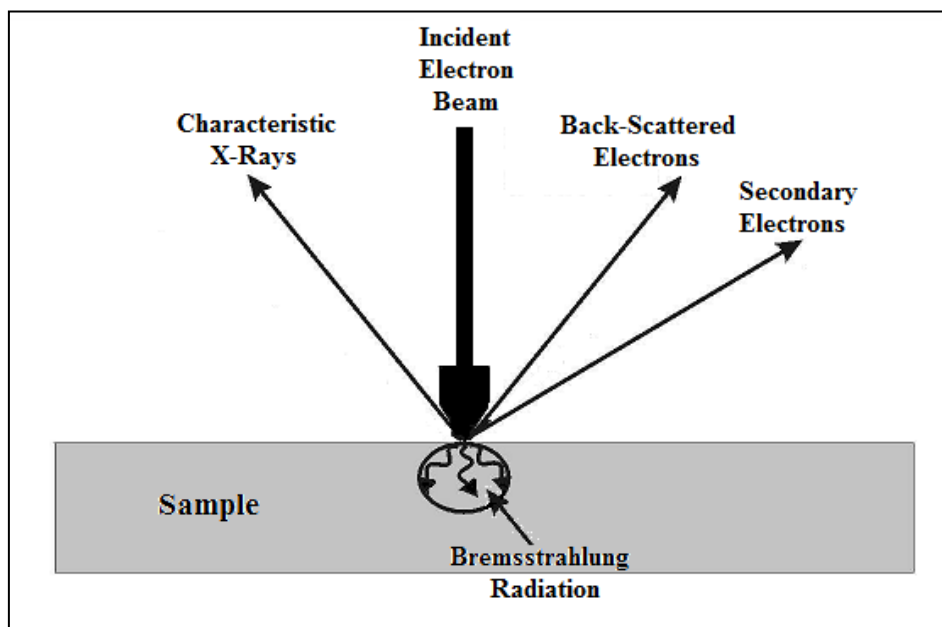 Incident
Electron
Beam
Characteristic
X-Rays
Back-Scattered
Electrons
Secondary
Electrons
Sample
Bremsstrahlung
Radiation